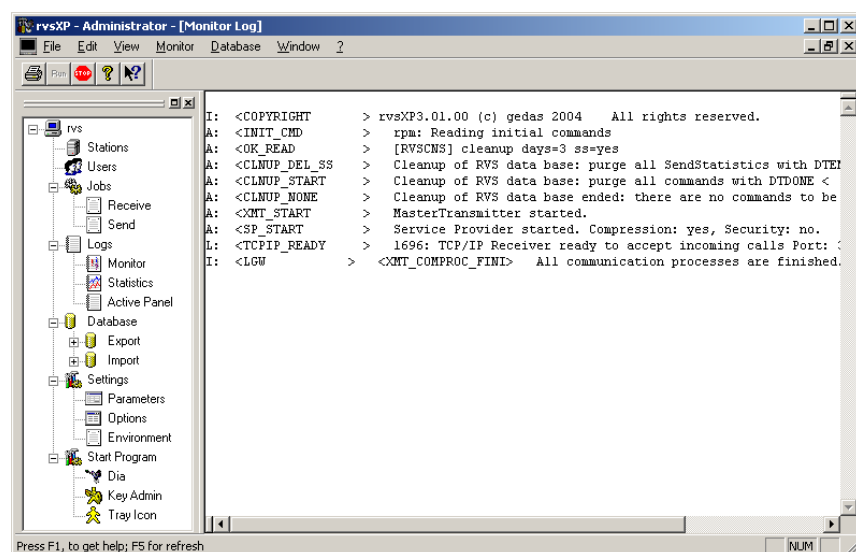 rvsXP - Administrator - [Monitor Log]
File Edit View Monitor Database Window ?
Run STOP ? ?
rvs
Stations
Users
Jobs
Receive
Send
Logs
Monitor
Statistics
Active Panel
Database
Export
Import
Settings
Parameters
Options
Environment
Start Program
Dia
Key Admin
Tray Icon
I: <COPYRIGHT > rvsXP3.01.00 (c) gedas 2004 All rights reserved.
A: <INIT_CMD > rpm: Reading initial commands
A: <OK_READ > [RVSCNS] cleanup days=3 ss=yes
A: <CLNUP_DEL_SS > Cleanup of RVS data base: purge all SendStatistics with
A: <CLNUP_START > Cleanup of RVS data base: purge all commands with DTDONE <
A: <CLNUP_NONE > Cleanup of RVS data base ended: there are no commands to be
A: <XMT_START > MasterTransmitter started.
A: <SP_START > Service Provider started. Compression: yes, Security: no.
L: <TCPIP_READY > 1696: TCP/IP Receiver ready to accept incoming calls Port:
I: <LGW > <XMT_COMPROC_FINI> All communication processes are finished.
Press F1, to get help; F5 for refresh
NUM